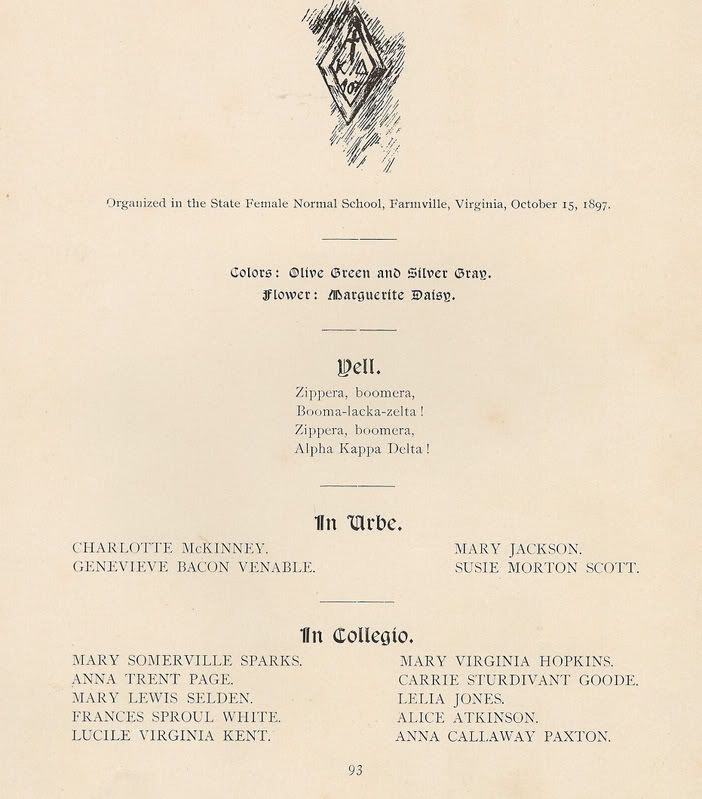 A
K Δ
Organized in the State Female Normal School, Farmville, Virginia, October 15, 1897.
Colors: Olive Green and Silver Gray.
Flower: Marguerite Daisy.
Yell.
Zippera, boomera,
Booma-lacka-zelta!
Zippera, boomera,
Alpha Kappa Delta!
In Urbe.
CHARLOTTE McKINNEY.
GENEVIEVE BACON VENABLE.
MARY JACKSON.
SUSIE MORTON SCOTT.
In Collegio.
MARY SOMERVILLE SPARKS.
ANNA TRENT PAGE.
MARY LEWIS SELDEN.
FRANCES SPROUL WHITE.
LUCILE VIRGINIA KENT.
MARY VIRGINIA HOPKINS.
CARRIE STURDIVANT GOODE.
LELIA JONES.
ALICE ATKINSON.
ANNA CALLAWAY PAXTON.
93